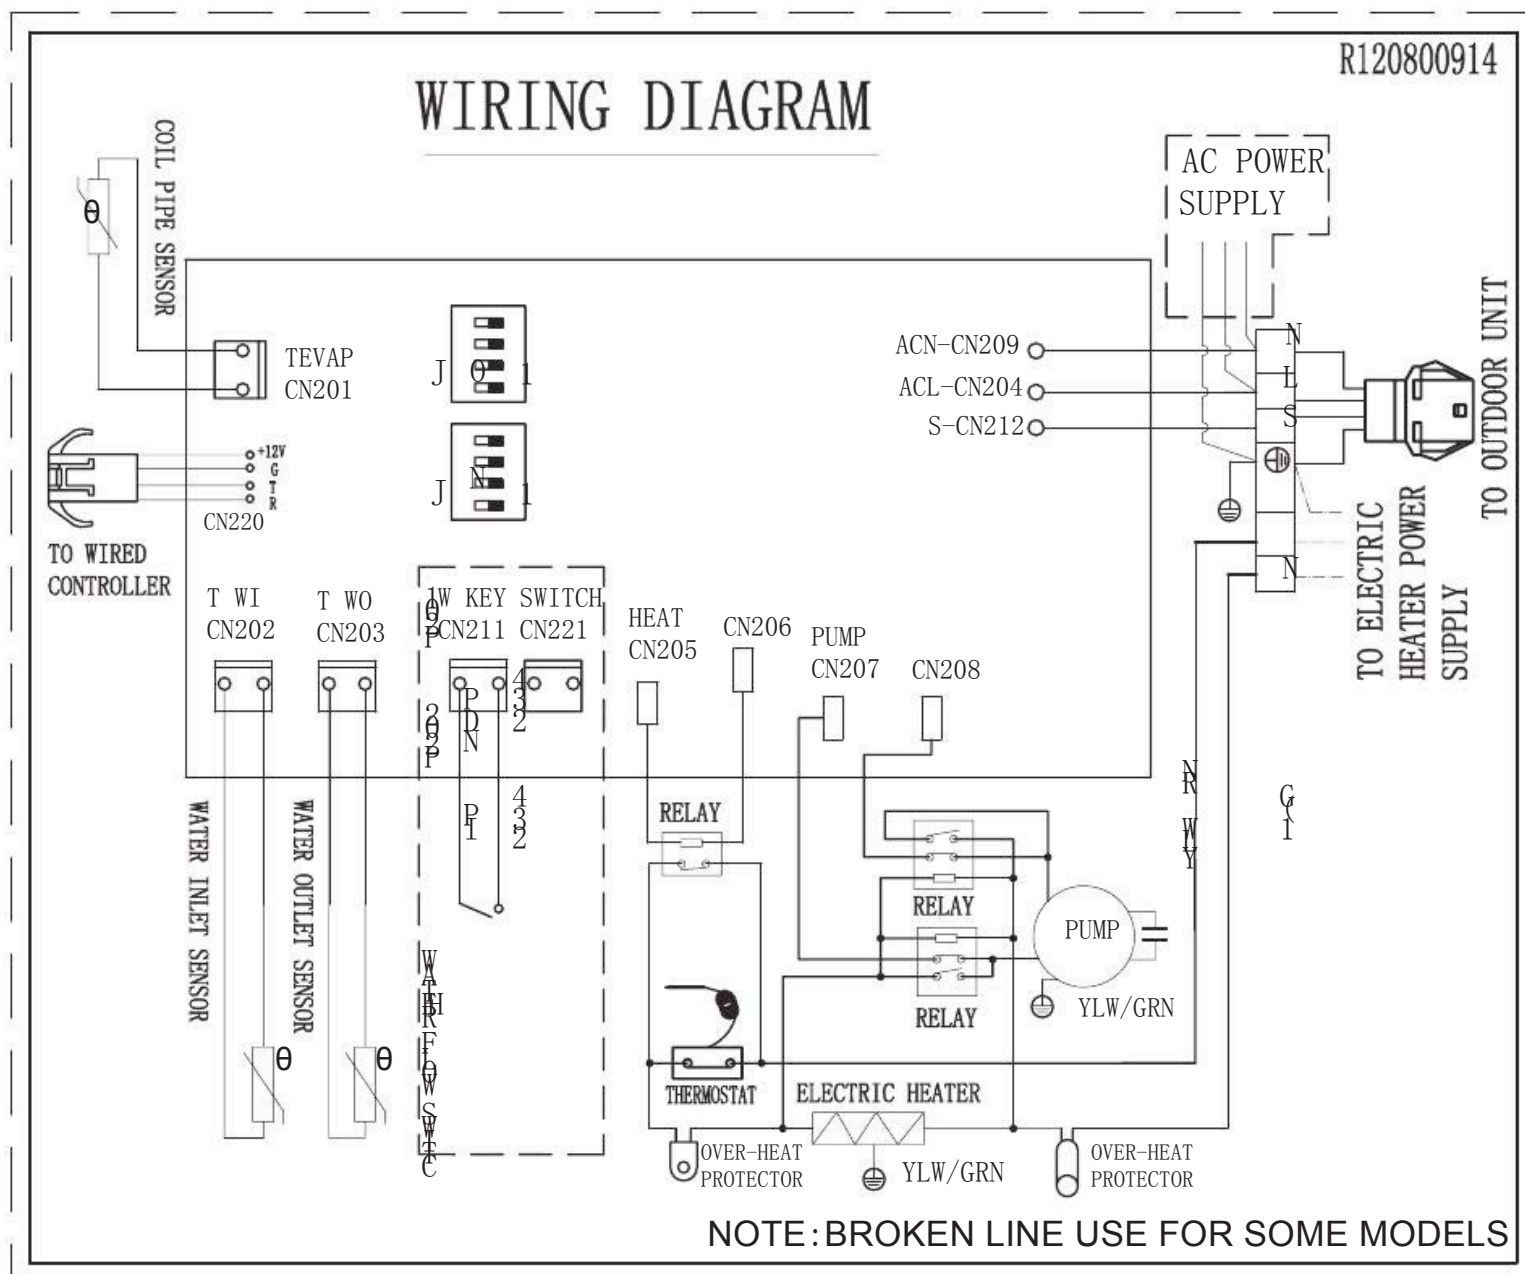 R120800914
WIRING DIAGRAM
AC POWER
SUPPLY
COIL PIPE SENSOR
θ
TEVAP
CN201
J O 1
J N 1
ACN-CN209
ACL-CN204
S-CN212
N
L
S
N
TO OUTDOOR UNIT
TO ELECTRIC
HEATER POWER
SUPPLY
+12V
G
T
R
CN220
TO WIRED
CONTROLLER
T WI
CN202
T WO
CN203
W KEY SWITCH
CN211
CN221
HEAT
CN205
CN206
PUMP
CN207
CN208
WATER INLET SENSOR
WATER OUTLET SENSOR
θ
θ
RELAY
RELAY
RELAY
PUMP
YLW/GRN
THERMOSTAT
ELECTRIC HEATER
OVER-HEAT
PROTECTOR
YLW/GRN
OVER-HEAT
PROTECTOR
NOTE:BROKEN LINE USE FOR SOME MODELS